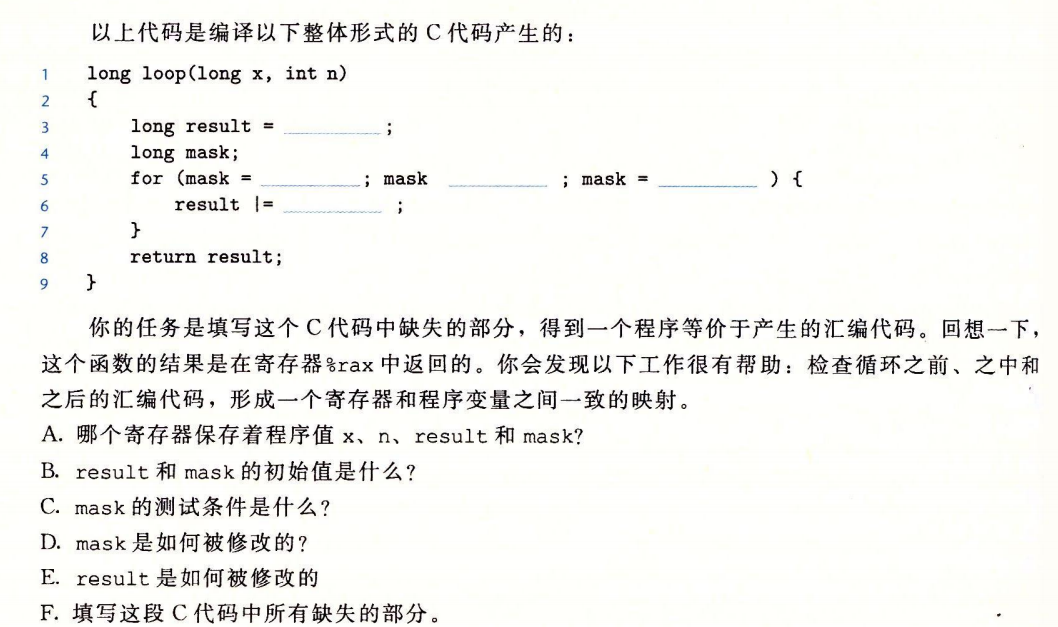 以上代码是编译以下整体形式的 C 代码产生的：
1 long loop(long x, int n)
2 {
3 long result = ________;
4 long mask;
5 for (mask = ________; mask ________; mask = ________) {
6 result |= ________;
7 }
8 return result;
9 }
你的任务是填写这个 C 代码中缺失的部分，得到一个程序等价于产生的汇编代码。回想一下，
这个函数的结果是在寄存器%rax 中返回的。你会发现以下工作很有帮助：检查循环之前、之中和
之后的汇编代码，形成一个寄存器和程序变量之间一致的映射。
A. 哪个寄存器保存着程序值 x、n、result 和 mask?
B. result 和 mask 的初始值是什么？
C. mask 的测试条件是什么？
D. mask 是如何被修改的？
E. result 是如何被修改的
F. 填写这段 C 代码中所有缺失的部分。